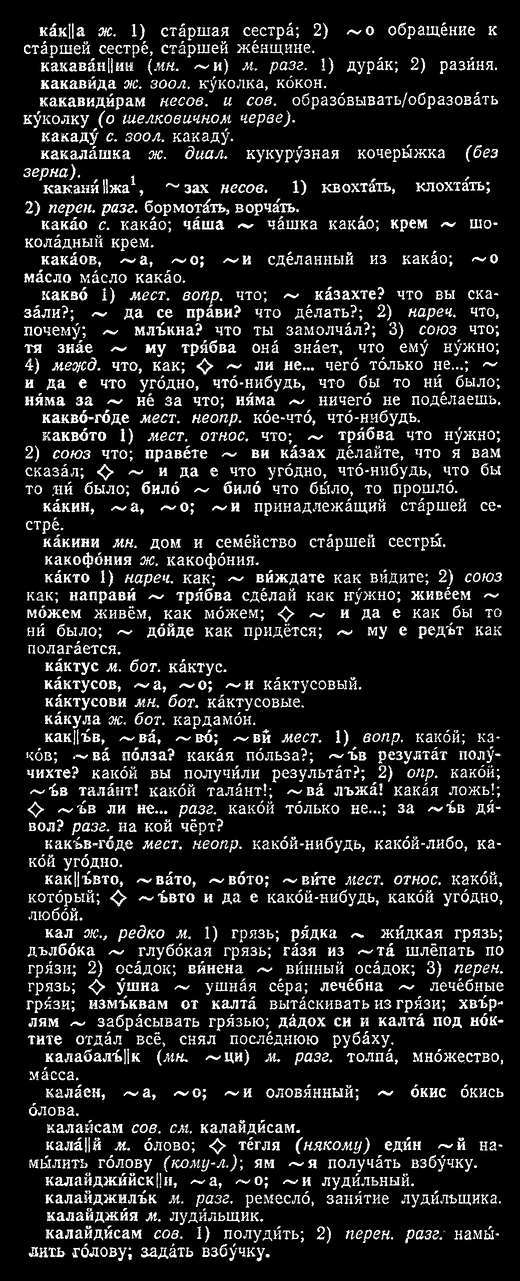 ка́к||а ж. 1) ста́ршая сестра́; 2) ~о обраще́ние к
ста́ршей сестре́, ста́ршей же́нщине.
какава́н||ин (мн. ~и) м. разг. 1) дура́к; 2) рази́ня.
какави́да ж. зоол. ку́колка, ко́кон.
какавиди́рам несов. и сов. образо́вывать/образова́ть
ку́колку (о шелковичном черве).
какаду́ с. зоол. какаду́.
какала́шка ж. диал. кукуру́зная кочеры́жка (без
зерна).
какани́||жа¹, ~зах несов. 1) квохта́ть, клохта́ть;
2) перен. разг. бормота́ть, ворча́ть.
кака́о с. кака́о; ча́ша ~ ча́шка кака́о; крем ~ шо-
кола́дный крем.
кака́ов, ~а, ~о; ~и сде́ланный из кака́о; ~о
ма́сло ма́сло кака́о.
какво́ 1) мест. вопр. что; ~ ка́захте? что вы ска-
за́ли?; ~ да се пра́ви? что де́лать?; 2) нареч. что,
почему́; ~ млъ́кна? что ты замолча́л?; 3) союз что;
тя зна́е ~ му тря́бва она́ зна́ет, что ему́ ну́жно;
4) межд. что, как; ◇ ~ ли не... чего́ то́лько не...; ~
и да е что уго́дно, что́-нибудь, что бы то ни́ было;
ня́ма за ~ не́ за что; ня́ма ~ ничего́ не поде́лаешь.
какво́-го́де мест. неопр. ко́е-что́, что́-нибудь.
какво́то 1) мест. относ. что; ~ тря́бва что ну́жно;
2) союз что; праве́те ~ ви ка́зах де́лайте, что я вам
сказа́л; ◇ ~ и да е что уго́дно, что́-нибудь, что бы
то ни́ было; било́ ~ било́ что бы́ло, то прошло́.
ка́кин, ~а, ~о; ~и принадлежа́щий ста́ршей се-
стре́.
ка́кини мн. дом и семе́йство ста́ршей сестры́.
какофо́ния ж. какофо́ния.
ка́кто 1) нареч. как; ~ ви́ждате как ви́дите; 2) союз
как; направи́ ~ тря́бва сде́лай как ну́жно; живе́ем ~
мо́жем живём, как мо́жем; ◇ ~ и да е как бы то
ни́ было; ~ до́йде как придётся; ~ му е редъ́т как
полага́ется.
ка́ктус м. бот. ка́ктус.
ка́ктусов, ~а, ~о; ~и ка́ктусовый.
ка́ктусови мн. бот. ка́ктусовые.
ка́кула ж. бот. кардамо́н.
как||ъ́в, ~ва́, ~во́; ~ви́ мест. 1) вопр. како́й; ка-
ко́в; ~ва́ по́лза? кака́я по́льза?; ~ъ́в резулта́т полу́-
чихте? како́й вы получи́ли результа́т?; 2) опр. како́й;
~ъ́в тала́нт! како́й тала́нт!; ~ва́ лъжа́! кака́я ложь!;
◇ ~ъ́в ли не... разг. како́й то́лько не...; за ~ъ́в дя́-
вол? разг. на кой чёрт?
какъ́в-го́де мест. неопр. како́й-нибудь, како́й-либо, ка-
ко́й уго́дно.
как||ъ́вто, ~ва́то, ~во́то; ~ви́те мест. относ. како́й,
кото́рый; ◇ ~ъ́вто и да е како́й-нибудь, како́й уго́дно,
любо́й.
кал ж., редко м. 1) грязь; ря́дка ~ жи́дкая грязь;
дълбо́ка ~ глубо́кая грязь; га́зя из ~та́ шлёпать по
гря́зи; 2) оса́док; ви́нена ~ ви́нный оса́док; 3) перен.
грязь; ◇ у́шна ~ ушна́я се́ра; лече́бна ~ лече́бные
гря́зи; измъ́квам от калта́ выта́скивать из гря́зи; хвъ́р-
лям ~ забра́сывать гря́зью; да́дох си и калта́ под но́к-
тите отда́л всё, снял после́днюю руба́ху.
калабалъ́||к (мн. ~ци) м. разг. толпа́, мно́жество,
ма́сса.
кала́ен, ~а, ~о; ~и оловя́нный; ~ о́кис о́кись
о́лова.
кала́йсам сов. см. калайди́сам.
кала́||й м. о́лово; ◇ те́гля (някому) еди́н ~й на-
мы́лить го́лову (кому-л.); ям ~я получа́ть взбу́чку.
калайджи́йск||и, ~а, ~о; ~и луди́льный.
калайджилъ́к м. разг. ремесло́, заня́тие луди́льщика.
калайджи́я м. луди́льщик.
калайди́сам сов. 1) полуди́ть; 2) перен. разг. намы́-
лить го́лову; зада́ть взбу́чку.